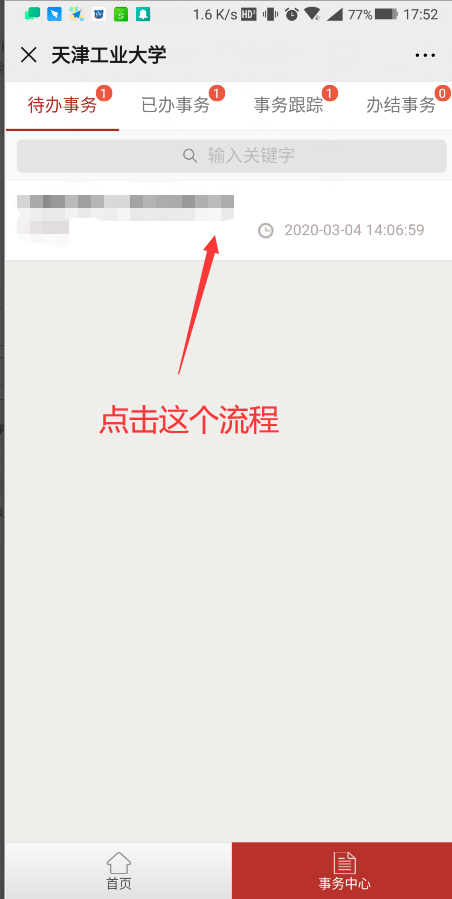 1.6 K/s HD 77% 17:52
天津工业大学
待办事务 1 已办事务 1 事务跟踪 1 办结事务 0
输入关键字
2020-03-04 14:06:59
点击这个流程
首页 事务中心